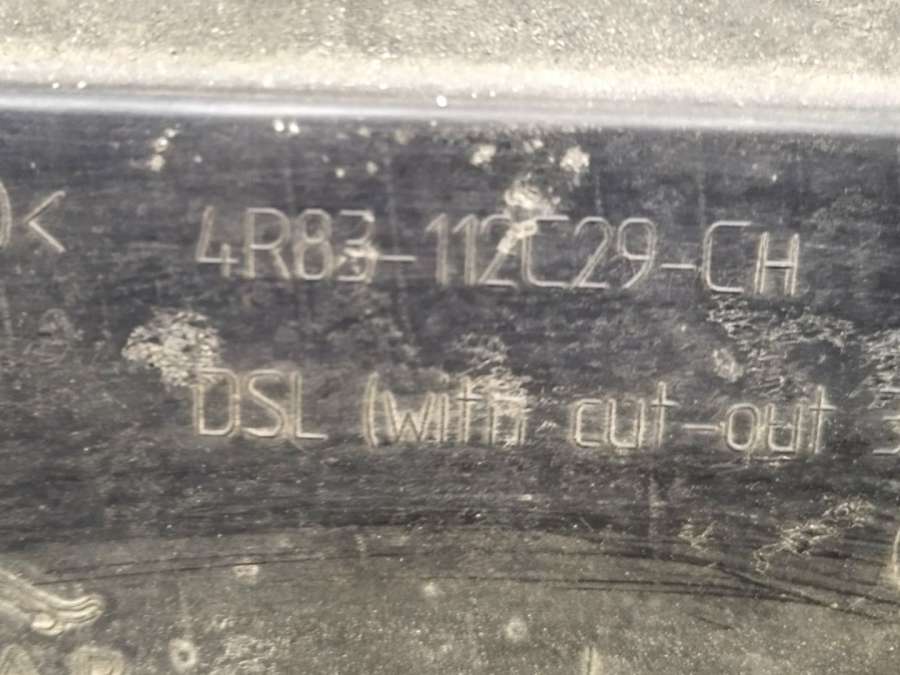 < 4R83-112C29-CH
DSL (with cut-out